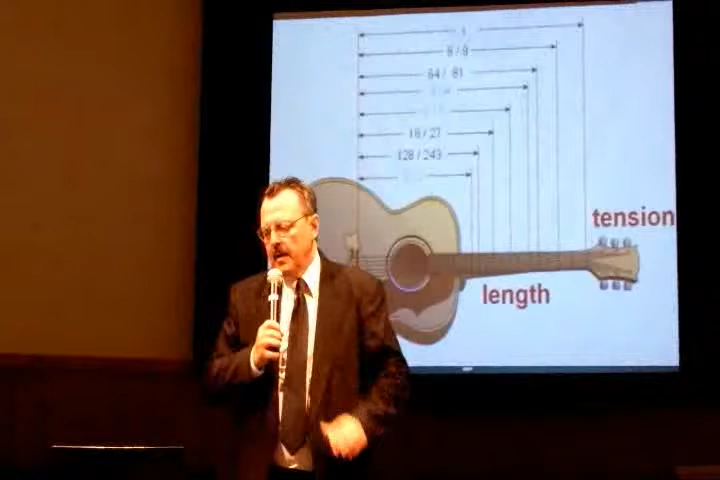 1
8 / 9
64 / 81
16 / 27
128 / 243
tension
length